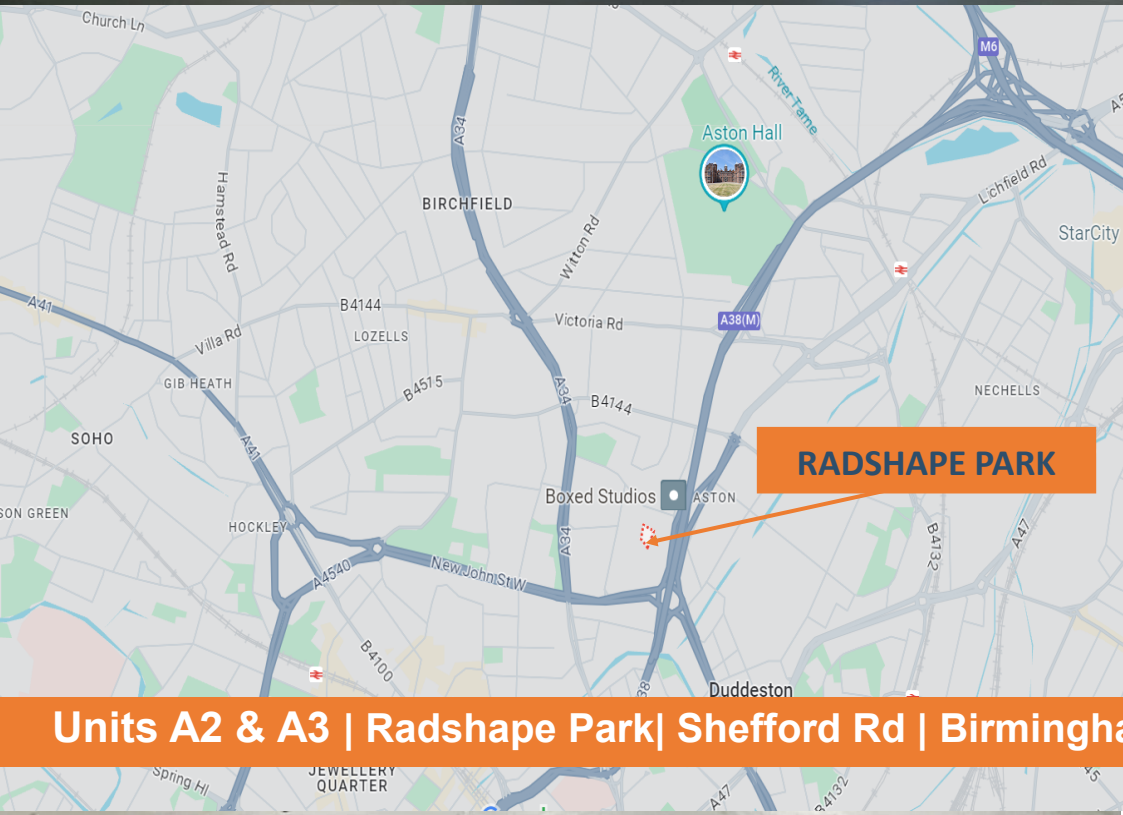 Church Ln
M6
River Tame
A34
Aston Hall
Lichfield Rd
Hamstead Rd
BIRCHFIELD
StarCity
Witton Rd
A41
B4144
Victoria Rd
A38(M)
Villa Rd
LOZELLS
GIB HEATH
B4515
A34
B4144
NECHELLS
SOHO
A41
RADSHAPE PARK
Boxed Studios
ASTON
SON GREEN
HOCKLEY
A34
B4132
A47
New John St W
A4540
B4100
38
Duddeston
Units A2 & A3 | Radshape Park| Shefford Rd | Birmingha
Spring Hl
JEWELLERY
QUARTER
A47
B4132
45